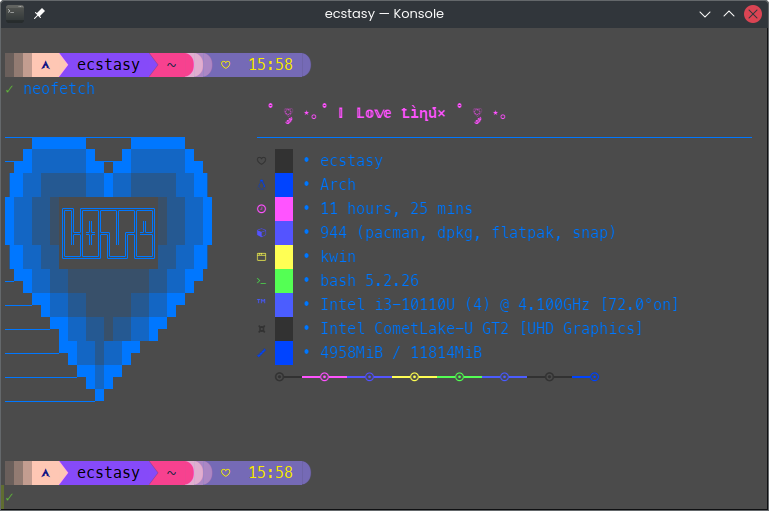 ecstasy — Konsole
ecstasy ~ ♡ 15:58
✓ neofetch
𝕀 𝕃𝕠𝕧𝕖 Łìηúx
• ecstasy
• Arch
• 11 hours, 25 mins
• 944 (pacman, dpkg, flatpak, snap)
• kwin
>_ • bash 5.2.26
™ • Intel i3-10110U (4) @ 4.100GHz [72.0°on]
• Intel CometLake-U GT2 [UHD Graphics]
• 4958MiB / 11814MiB
ecstasy ~ ♡ 15:58
✓